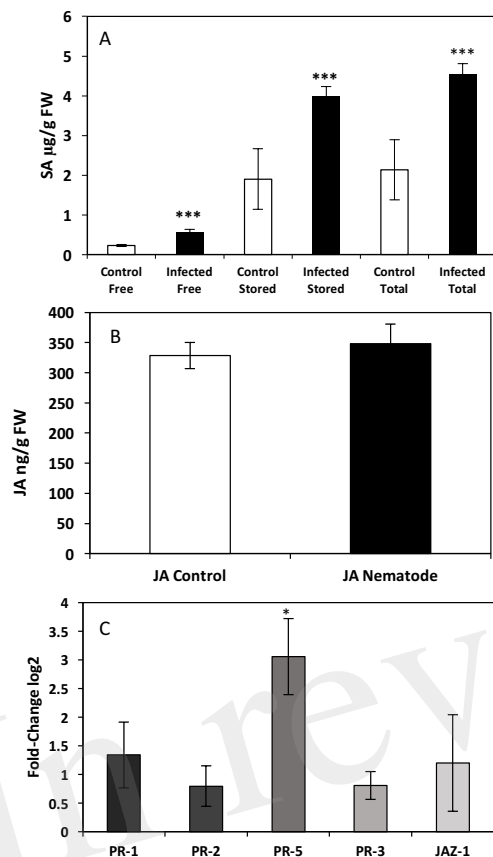 A
SA µg/g FW
6
5
4
3
2
1
0
***
***
***
Control Free
Infected Free
Control Stored
Infected Stored
Control Total
Infected Total
B
JA ng/g FW
400
350
300
250
200
150
100
50
0
JA Control
JA Nematode
C
Fold-Change log2
4
3.5
3
2.5
2
1.5
1
0.5
0
*
PR-1
PR-2
PR-5
PR-3
JAZ-1
In rev